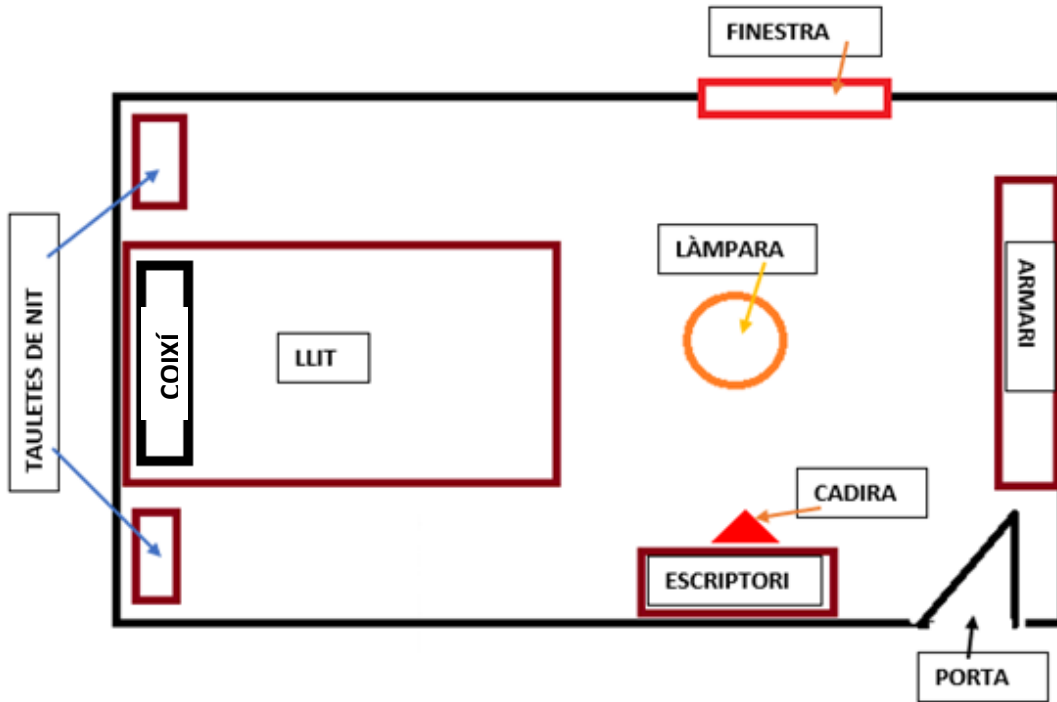 FINESTRA
TAULETES DE NIT
COIXÍ
LLIT
LÀMPARA
ARMARI
CADIRA
ESCRIPTORI
PORTA